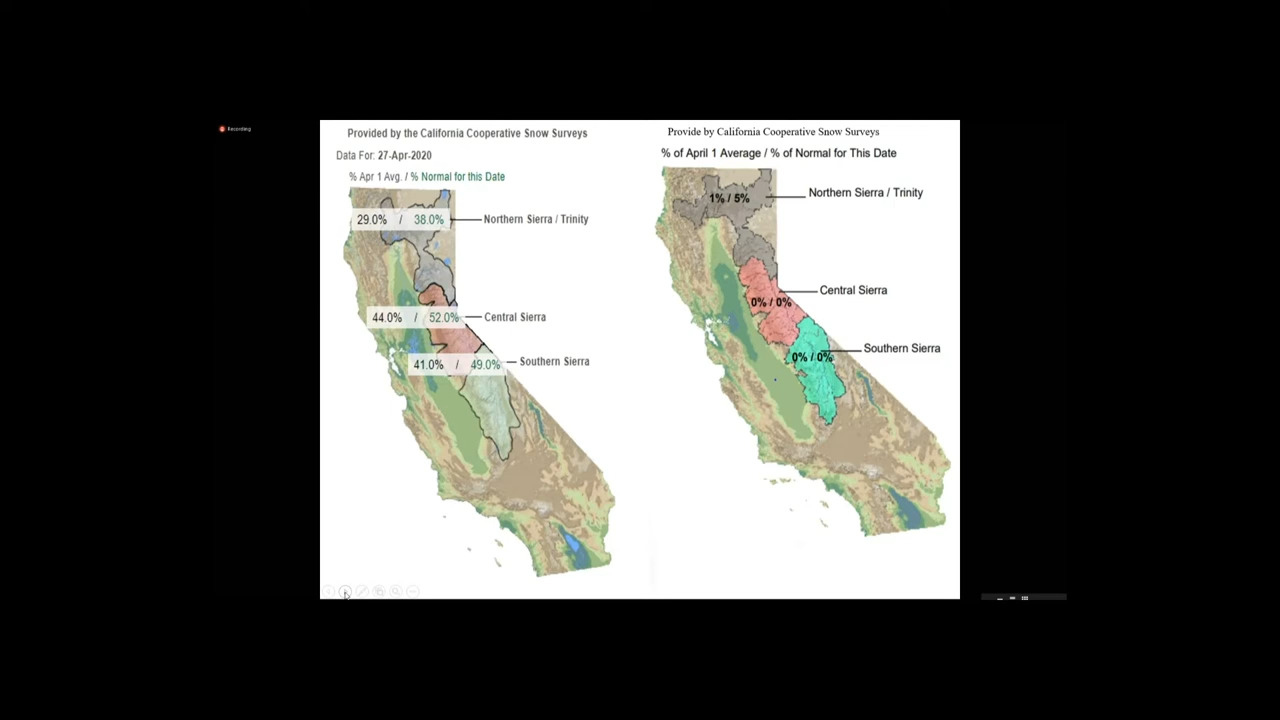 Recording
Provided by the California Cooperative Snow Surveys
Data For: 27-Apr-2020
% Apr 1 Avg. / % Normal for this Date
29.0% / 38.0%
Northern Sierra / Trinity
44.0% / 52.0%
Central Sierra
41.0% / 49.0%
Southern Sierra
Provide by California Cooperative Snow Surveys
% of April 1 Average / % of Normal for This Date
1% / 5%
Northern Sierra / Trinity
Central Sierra
0% / 0%
Southern Sierra
0% / 0%